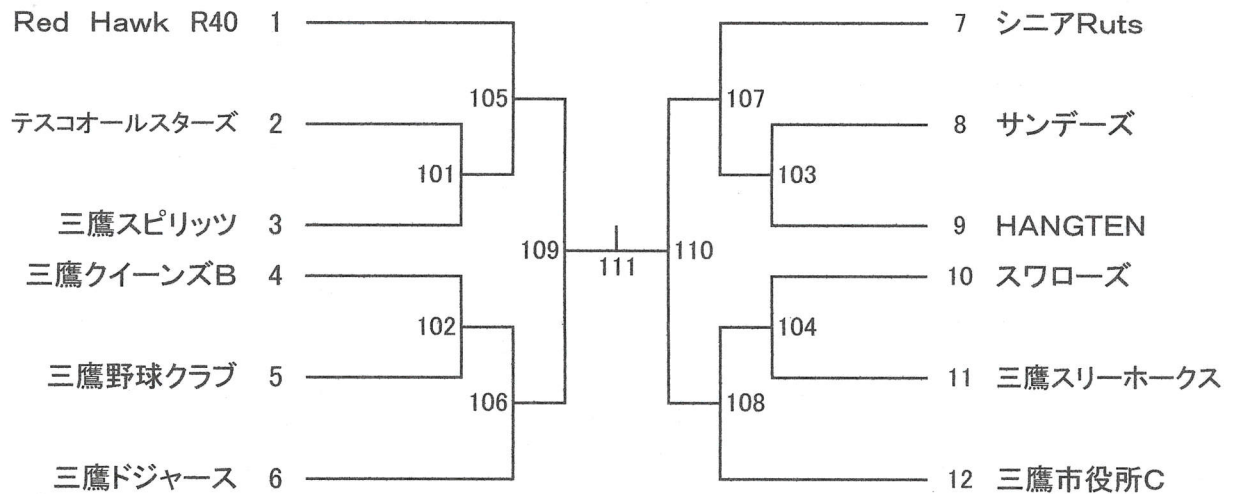 Red Hawk R40 1
テスコオールスターズ 2
三鷹スピリッツ 3
三鷹クイーンズB 4
三鷹野球クラブ 5
三鷹ドジャース 6
101
102
105
106
109
111
110
107
108
103
104
7 シニアRuts
8 サンデーズ
9 HANGTEN
10 スワローズ
11 三鷹スリーホークス
12 三鷹市役所C